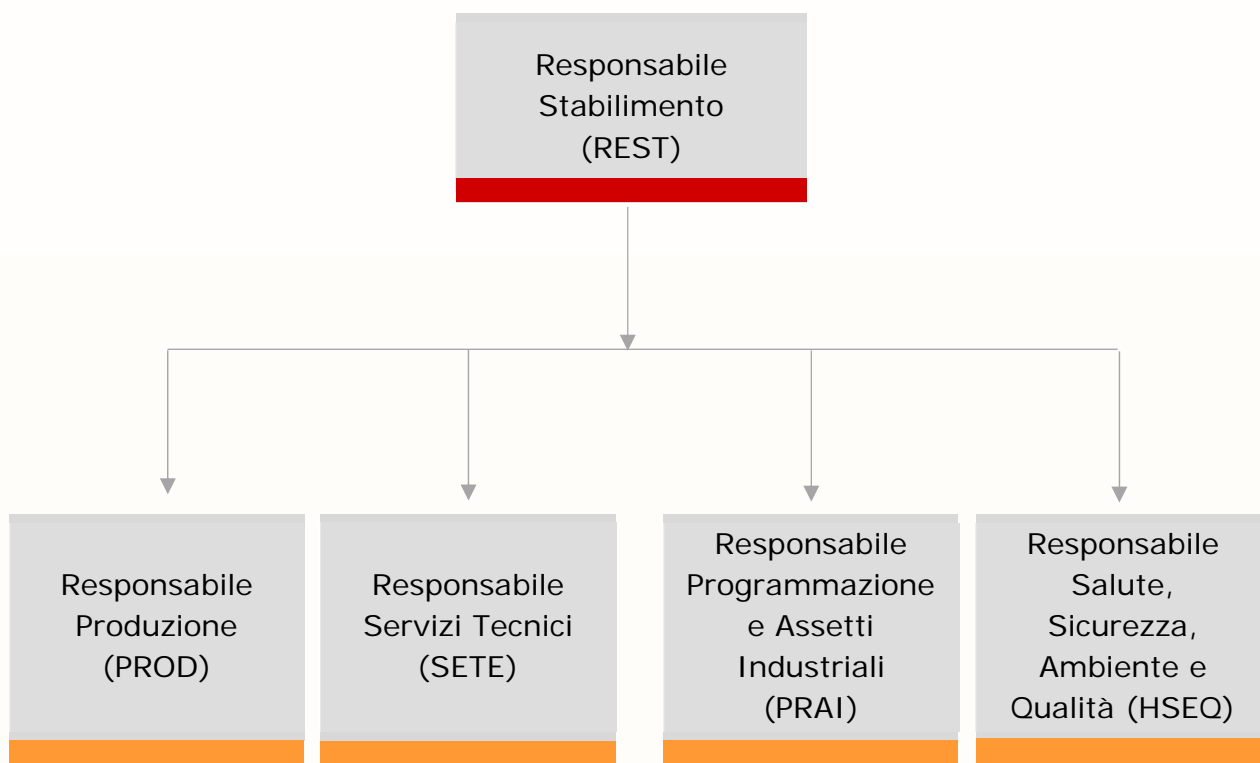 Responsabile
Stabilimento
(REST)
Responsabile
Produzione
(PROD)
Responsabile
Servizi Tecnici
(SETE)
Responsabile
Programmazione
e Assetti
Industriali
(PRAI)
Responsabile
Salute,
Sicurezza,
Ambiente e
Qualità (HSEQ)